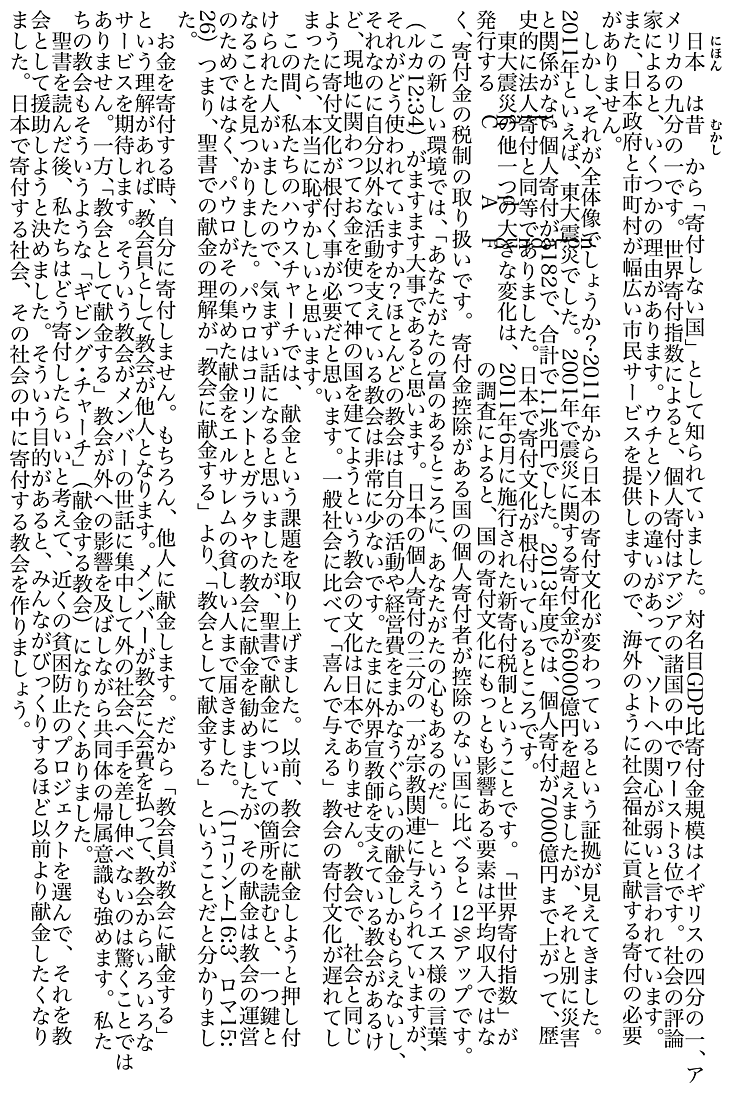 日本は昔から「寄付しない国」として知られていました。対名目GDP比寄付金規模はイギリスの四分の一、ア
メリカの九分の一です。世界寄付指数によると、個人寄付はアジアの諸国の中でワースト３位です。社会の評論
家によると、いくつかの理由があります。ウチとソトの違いがあって、ソトへの関心が弱いと言われています。
また、日本政府と市町村が幅広い市民サービスを提供しますので、海外のように社会福祉に貢献する寄付の必要
がありません。
しかし、それが全体像でしょうか？2011年から日本の寄付文化が変わっているという証拠が見えてきました。
2011年といえば、東大震災でした。2001年で震災に関する寄付金が6000億円を超えましたが、それと別に災害
と関係がない個人寄付が5182で、合計で1.1兆円でした。2013年度では、個人寄付が7000億円まで上がって、歴
史的に法人寄付と同等でありました。日本で寄付文化が根付いているところです。
東大震災の他一つの大きな変化は、2011年6月に施行された新寄付税制ということです。「世界寄付指数」が
発行する の調査によると、国の寄付文化にもっとも影響ある要素は平均収入ではな
く、寄付金の税制の取り扱いです。寄付金控除がある国の個人寄付者が控除のない国に比べると 12％アップです。
この新しい環境では、「あなたがたの富のあるところに、あなたがたの心もあるのだ。」というイエス様の言葉
(ルカ12:34）がますます大事であると思います。日本の個人寄付の三分の一が宗教関連に与えられていますが、
それがどう使われていますか？ほとんどの教会は自分の活動や経営費をまかなうぐらいの献金しかもらえないし、
それなのに自分以外な活動を支えている教会は非常に少ないです。たまに外界宣教師を支えている教会があるけ
ど、現地に関わってお金を使って神の国を建てようという教会の文化は日本でありません。教会で、社会と同じ
ように寄付文化が根付く事が必要だと思います。一般社会に比べて「喜んで与える」教会の寄付文化が遅れてし
まったら、本当に恥ずかしいと思います。
この間、私たちのハウスチャーチでは、献金という課題を取り上げました。以前、教会に献金しようと押し付
けられた人がいましたので、気まずい話になると思いましたが、聖書で献金についての箇所を読むと、一つ鍵と
なることを見つかりました。パウロはコリントとガラタヤの教会に献金を勧めましたが、その献金は教会の運営
のためではなく、パウロがその集めた献金をエルサレムの貧しい人まで届きました。（Iコリント16:3、ロマ15:
26）つまり、聖書での献金の理解が「教会に献金する」より、「教会として献金する」ということだと分かりまし
た。
お金を寄付する時、自分に寄付しません。もちろん、他人に献金します。だから「教会員が教会に献金する」
という理解があれば、教会員として教会が他人となります。メンバーが教会に会費を払って、教会からいろいろな
サービスを期待します。そういう教会がメンバーの世話に集中して外の社会へ手を差し伸べないのは驚くことでは
ありません。一方、「教会として献金する」教会が外への影響を及ばしながら共同体の帰属意識も強めます。私た
ちの教会もそういうような「ギビング・チャーチ」（献金する教会）になりたくありました。
聖書を読んだ後、私たちはどう寄付したらいいと考えて、近くの貧困防止のプロジェクトを選んで、それを教
会として援助しようと決めました。そういう目的があると、みんながびっくりするほど以前より献金したくなり
ました。日本で寄付する社会、その社会の中に寄付する教会を作りましょう。